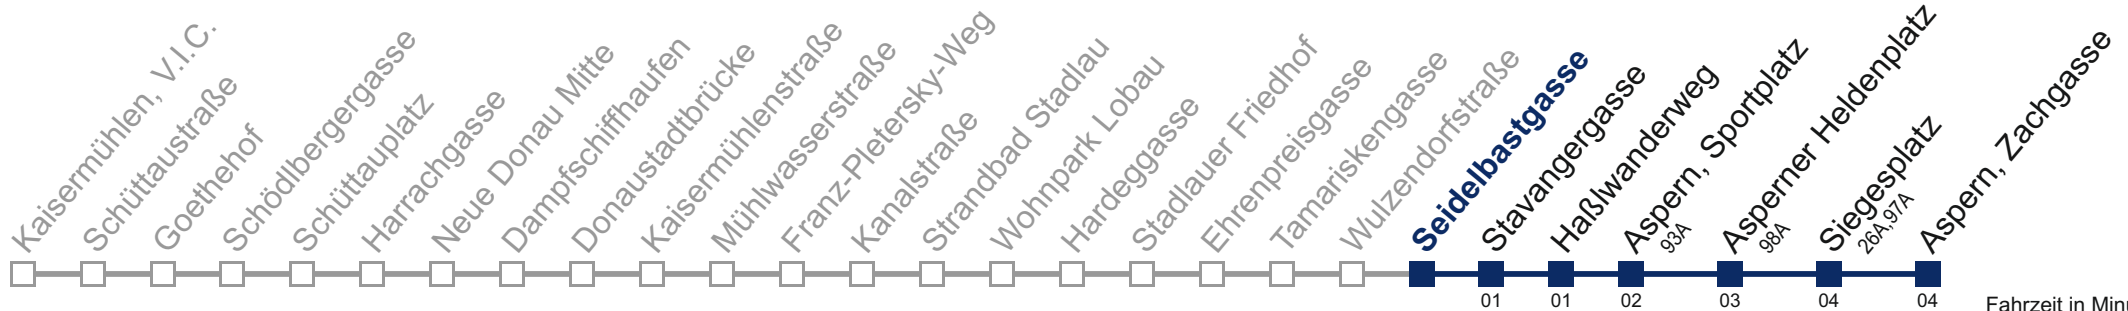 Kaisermühlen, V.I.C.
Schüttaustraße
Goethehof
Schödlbergergasse
Schüttauplatz
Harrachgasse
Neue Donau Mitte
Dampfschiffhaufen
Donaustadtbrücke
Kaisermühlenstraße
Mühlwasserstraße
Franz-Pletersky-Weg
Kanalstraße
Strandbad Stadlau
Wohnpark Lobau
Hardeggasse
Stadlauer Friedhof
Ehrenpreisgasse
Tamariskengasse
Wulzendorfstraße
Seidelbastgasse
Stavangergasse
Haßlwanderweg
Aspern, Sportplatz
93A
Asperner Heldenplatz
98A
Siegesplatz
26A,97A
Aspern, Zachgasse
01 01 02 03 04 04
Fahrzeit in